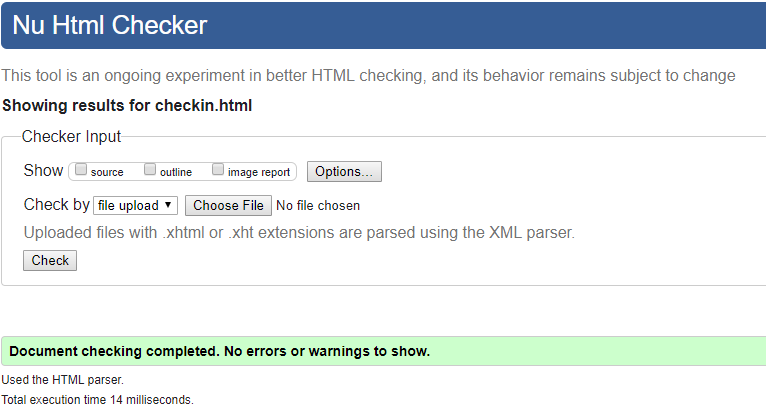 Nu Html Checker
This tool is an ongoing experiment in better HTML checking, and its behavior remains subject to change
Showing results for checkin.html
Checker Input
Show source outline image report Options...
Check by file upload Choose File No file chosen
Uploaded files with .xhtml or .xht extensions are parsed using the XML parser.
Check
Document checking completed. No errors or warnings to show.
Used the HTML parser.
Total execution time 14 milliseconds.